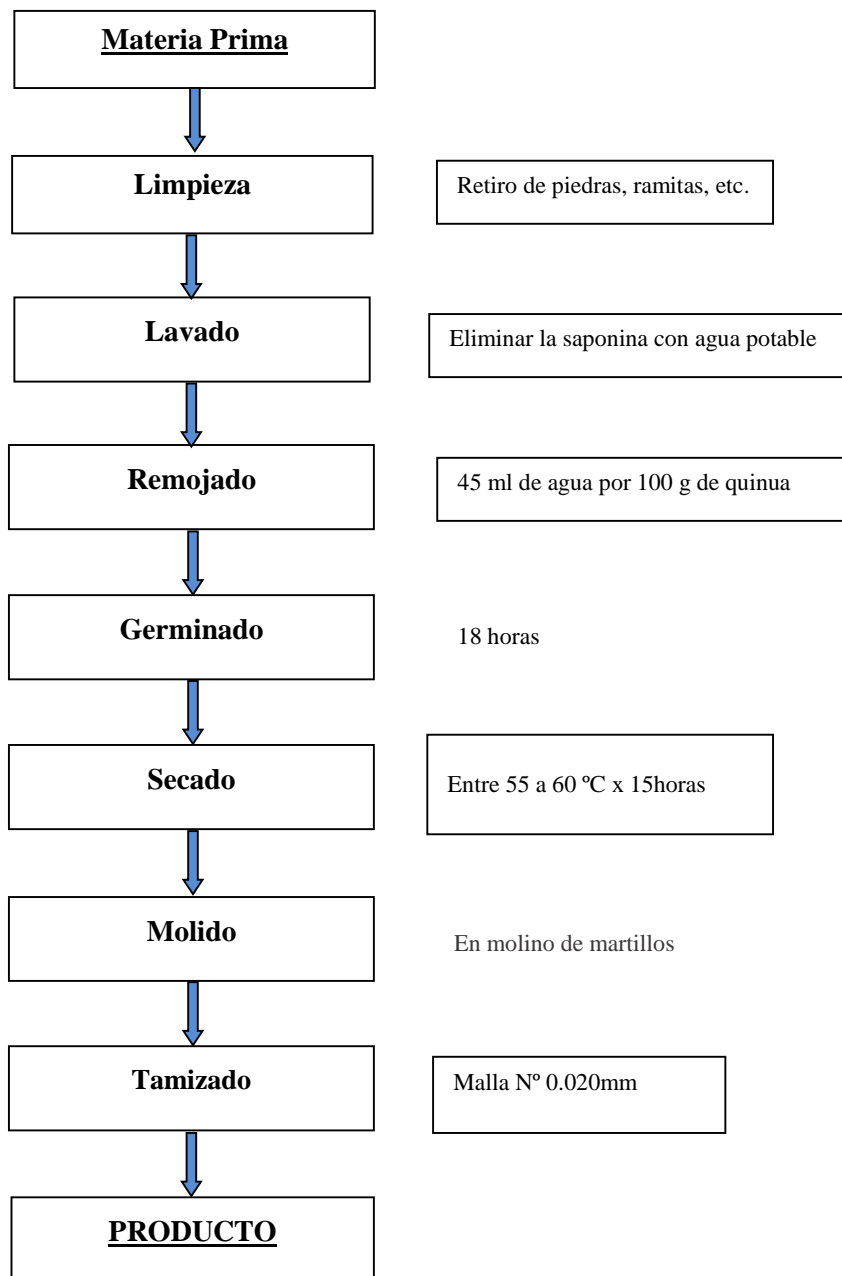 Materia Prima
Limpieza
Retiro de piedras, ramitas, etc.
Lavado
Eliminar la saponina con agua potable
Remojado
45 ml de agua por 100 g de quinua
Germinado
18 horas
Secado
Entre 55 a 60 ºC x 15horas
Molido
En molino de martillos
Tamizado
Malla Nº 0.020mm
PRODUCTO